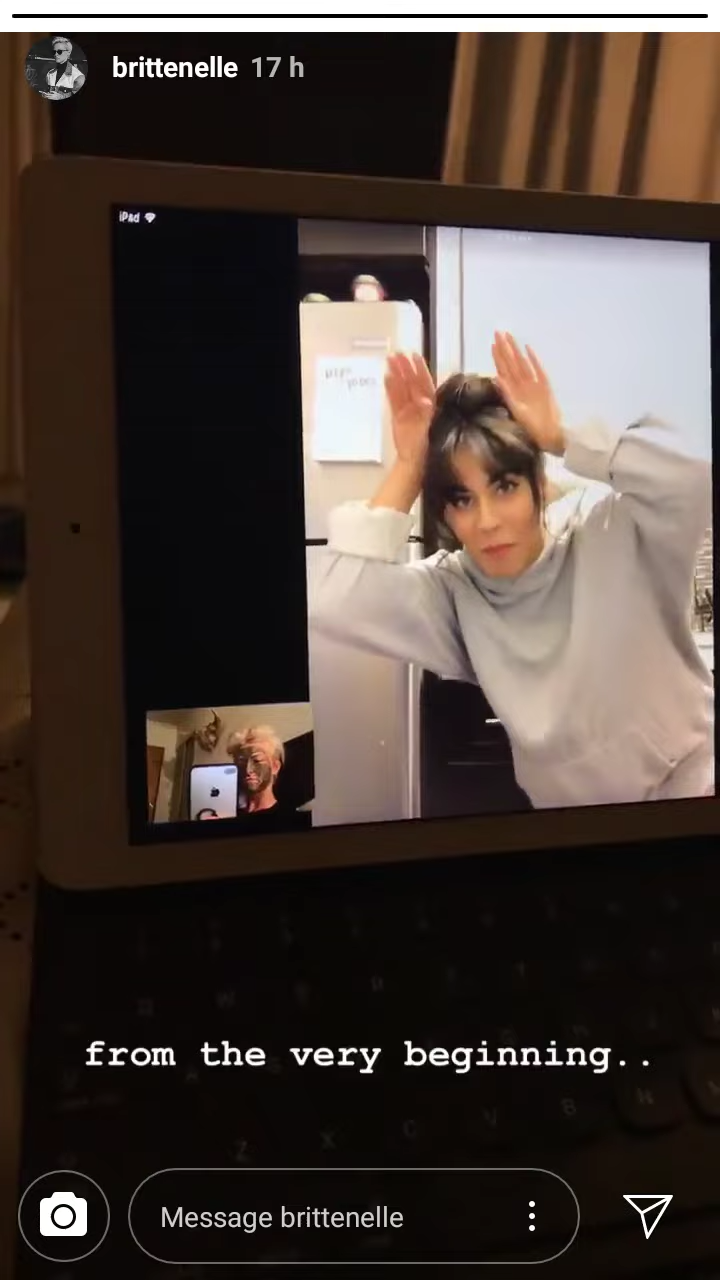 brittenelle 17 h
iPad
from the very beginning..
Message brittenelle